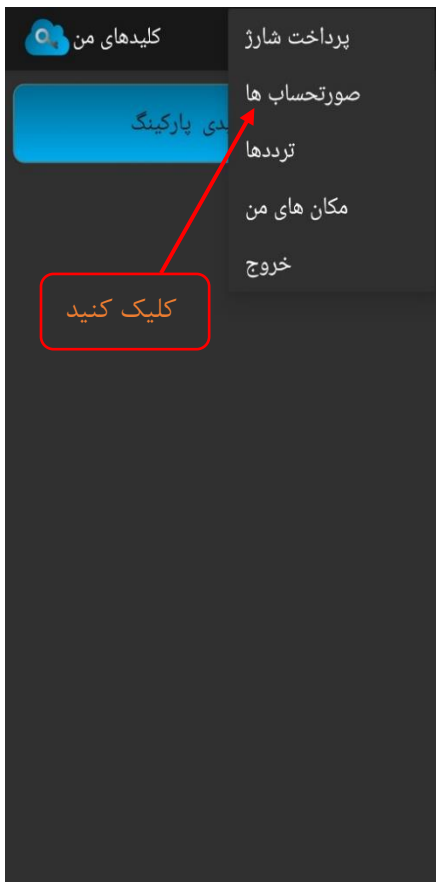 کلیدهای من
پرداخت شارژ
صورتحساب ها
ترددها
مکان های من
خروج
پارکینگ
کلیک کنید